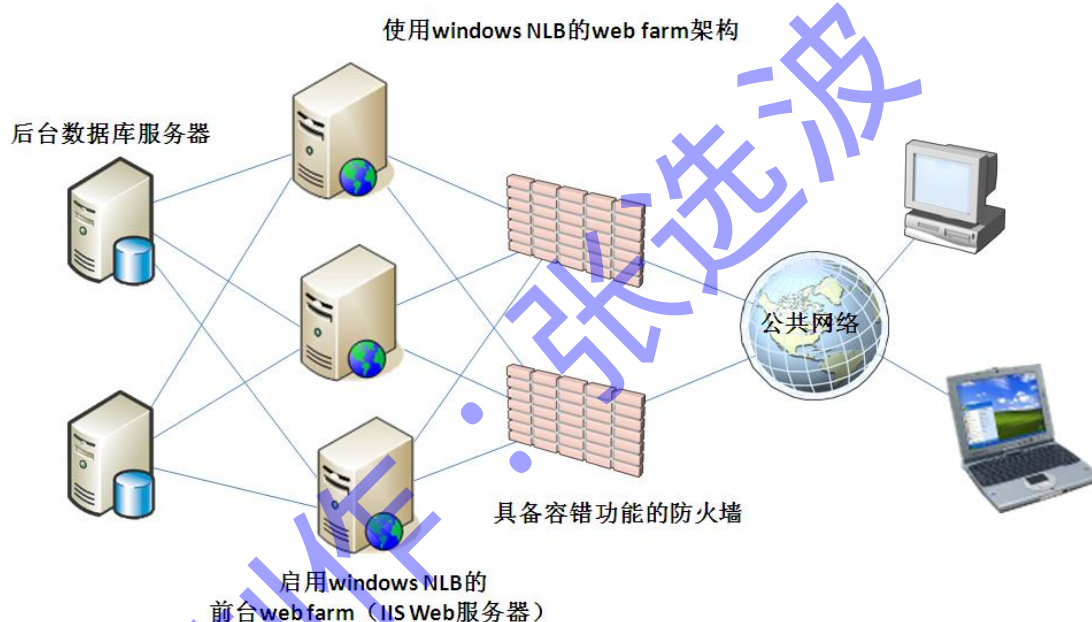 使用windows NLB的web farm架构
后台数据库服务器
公共网络
具备容错功能的防火墙
启用windows NLB的
前台web farm（IIS Web服务器）
作：张选波